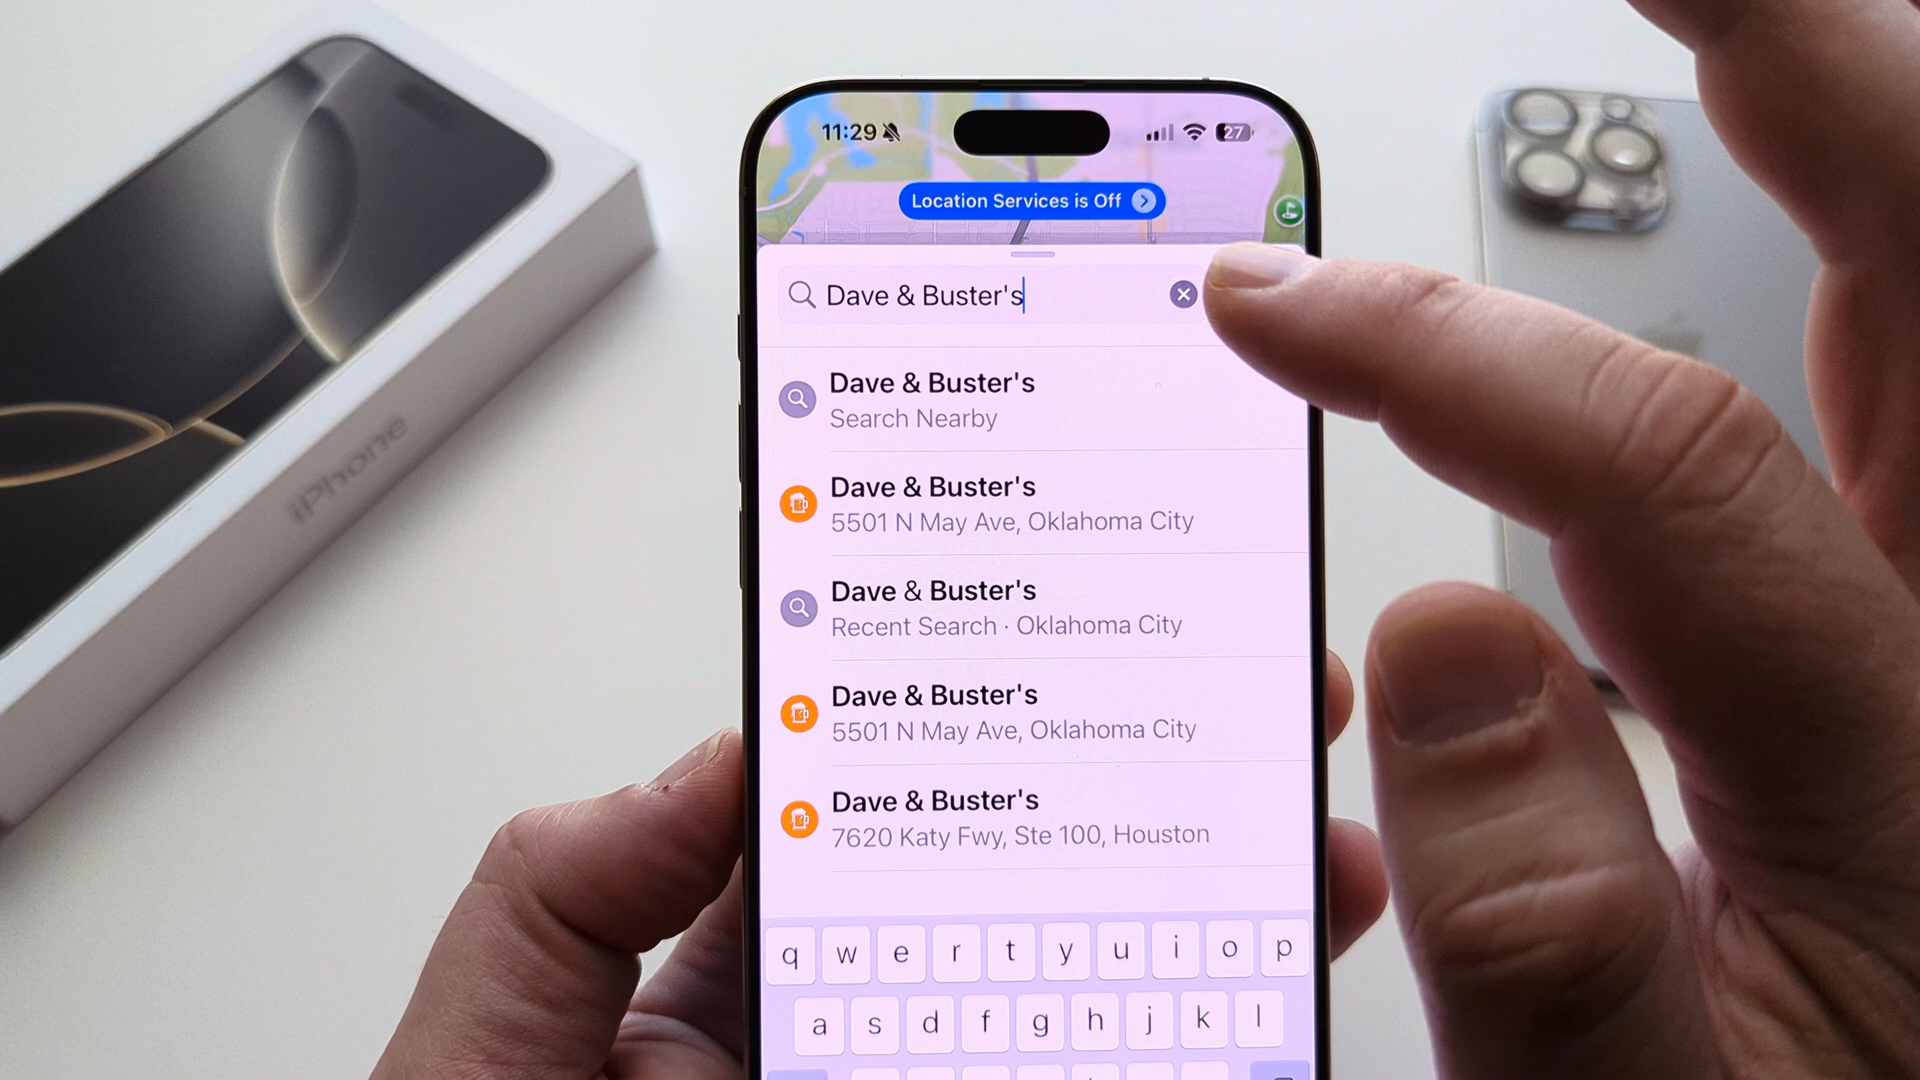 iPhone
11:29
27
Location Services is Off
Dave & Buster's
Dave & Buster's
Search Nearby
Dave & Buster's
5501 N May Ave, Oklahoma City
Dave & Buster's
Recent Search · Oklahoma City
Dave & Buster's
5501 N May Ave, Oklahoma City
Dave & Buster's
7620 Katy Fwy, Ste 100, Houston
q w e r t y u i o p
a s d f g h j k l